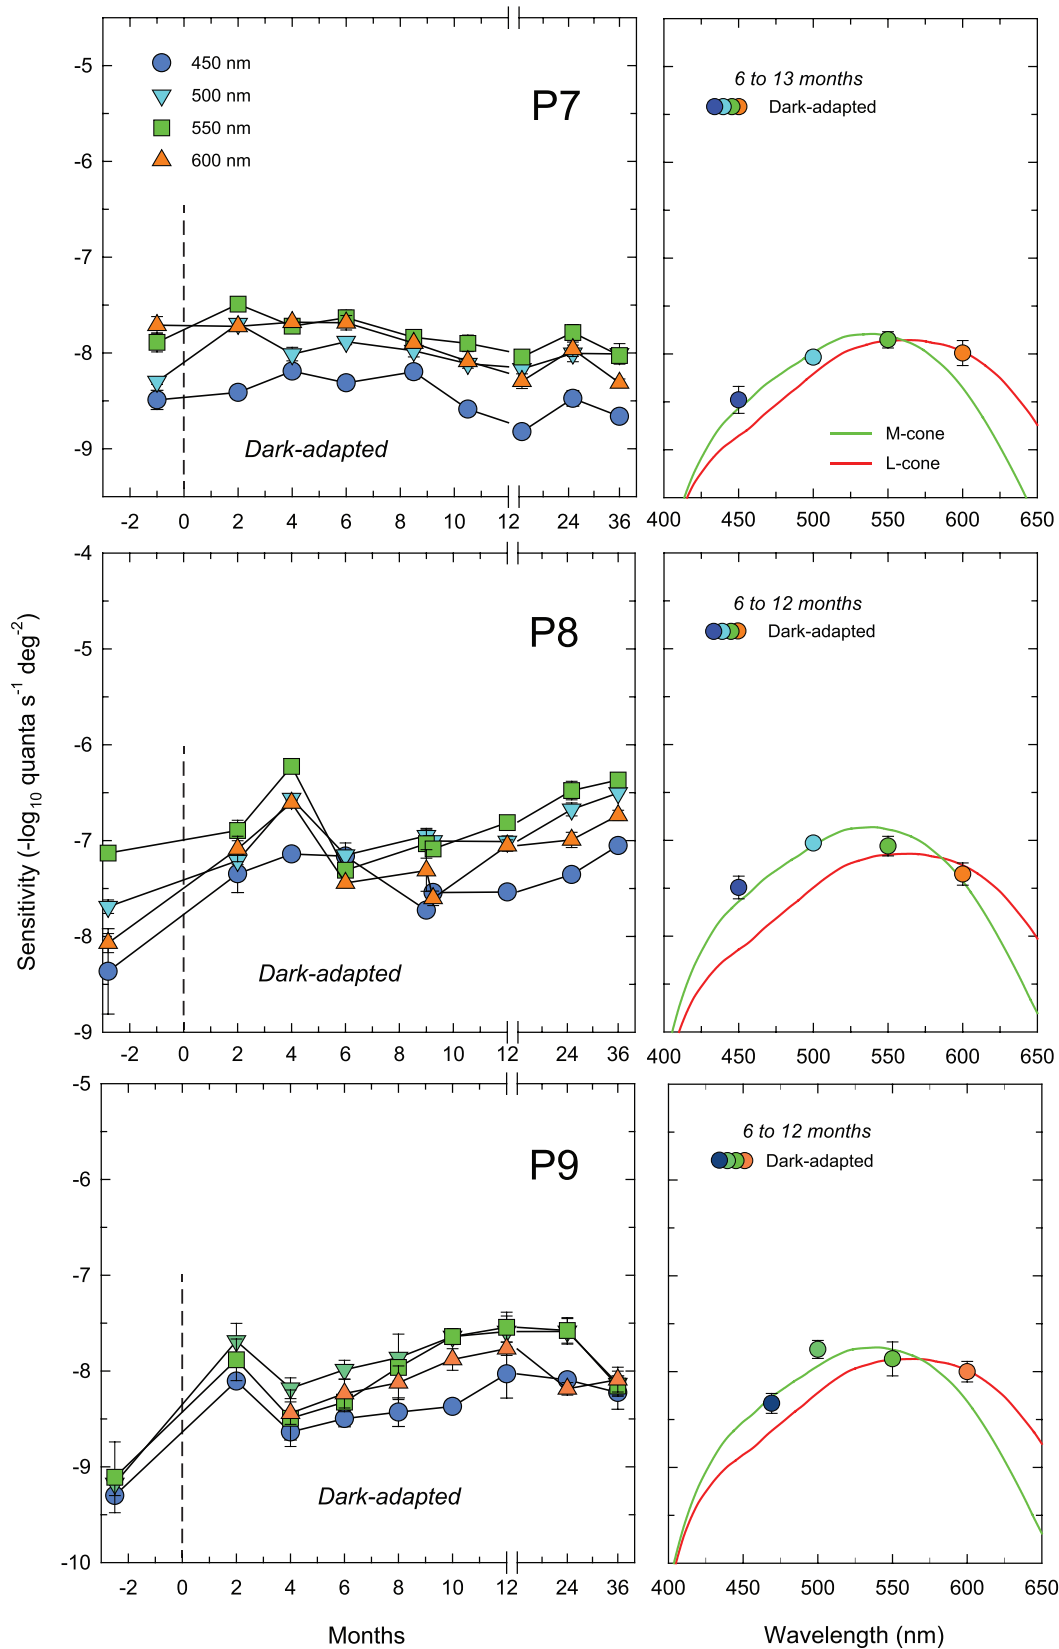 -5
-6
-7
-8
-9
450 nm
500 nm
550 nm
600 nm
P7
Dark-adapted
-2 0 2 4 6 8 10 12 24 36
6 to 13 months
Dark-adapted
M-cone
L-cone
400 450 500 550 600 650
Sensitivity (-log10 quanta s-1 deg-2)
-4
-5
-6
-7
-8
-9
P8
Dark-adapted
-2 0 2 4 6 8 10 12 24 36
6 to 12 months
Dark-adapted
400 450 500 550 600 650
-5
-6
-7
-8
-9
-10
P9
Dark-adapted
-2 0 2 4 6 8 10 12 24 36
Months
6 to 12 months
Dark-adapted
400 450 500 550 600 650
Wavelength (nm)